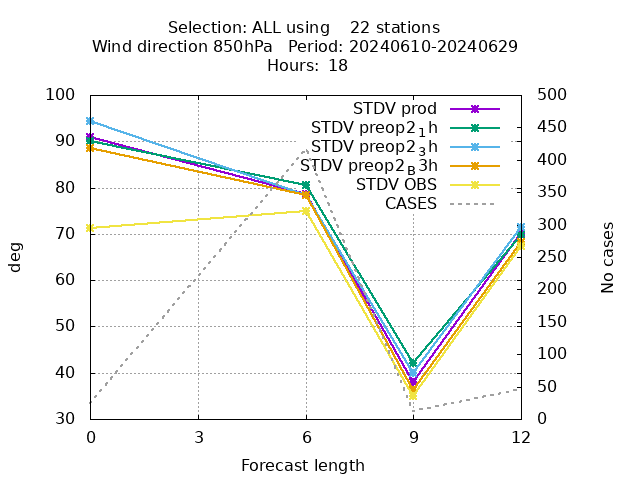 Selection: ALL using    22 stations
Wind direction 850hPa   Period: 20240610-20240629
Hours: 18
STDV prod
STDV preop2₁h
STDV preop2₃h
STDV preop2_B3h
STDV OBS
CASES
100
90
80
70
60
50
40
30
deg
500
450
400
350
300
250
200
150
100
50
0
No cases
0 3 6 9 12
Forecast length